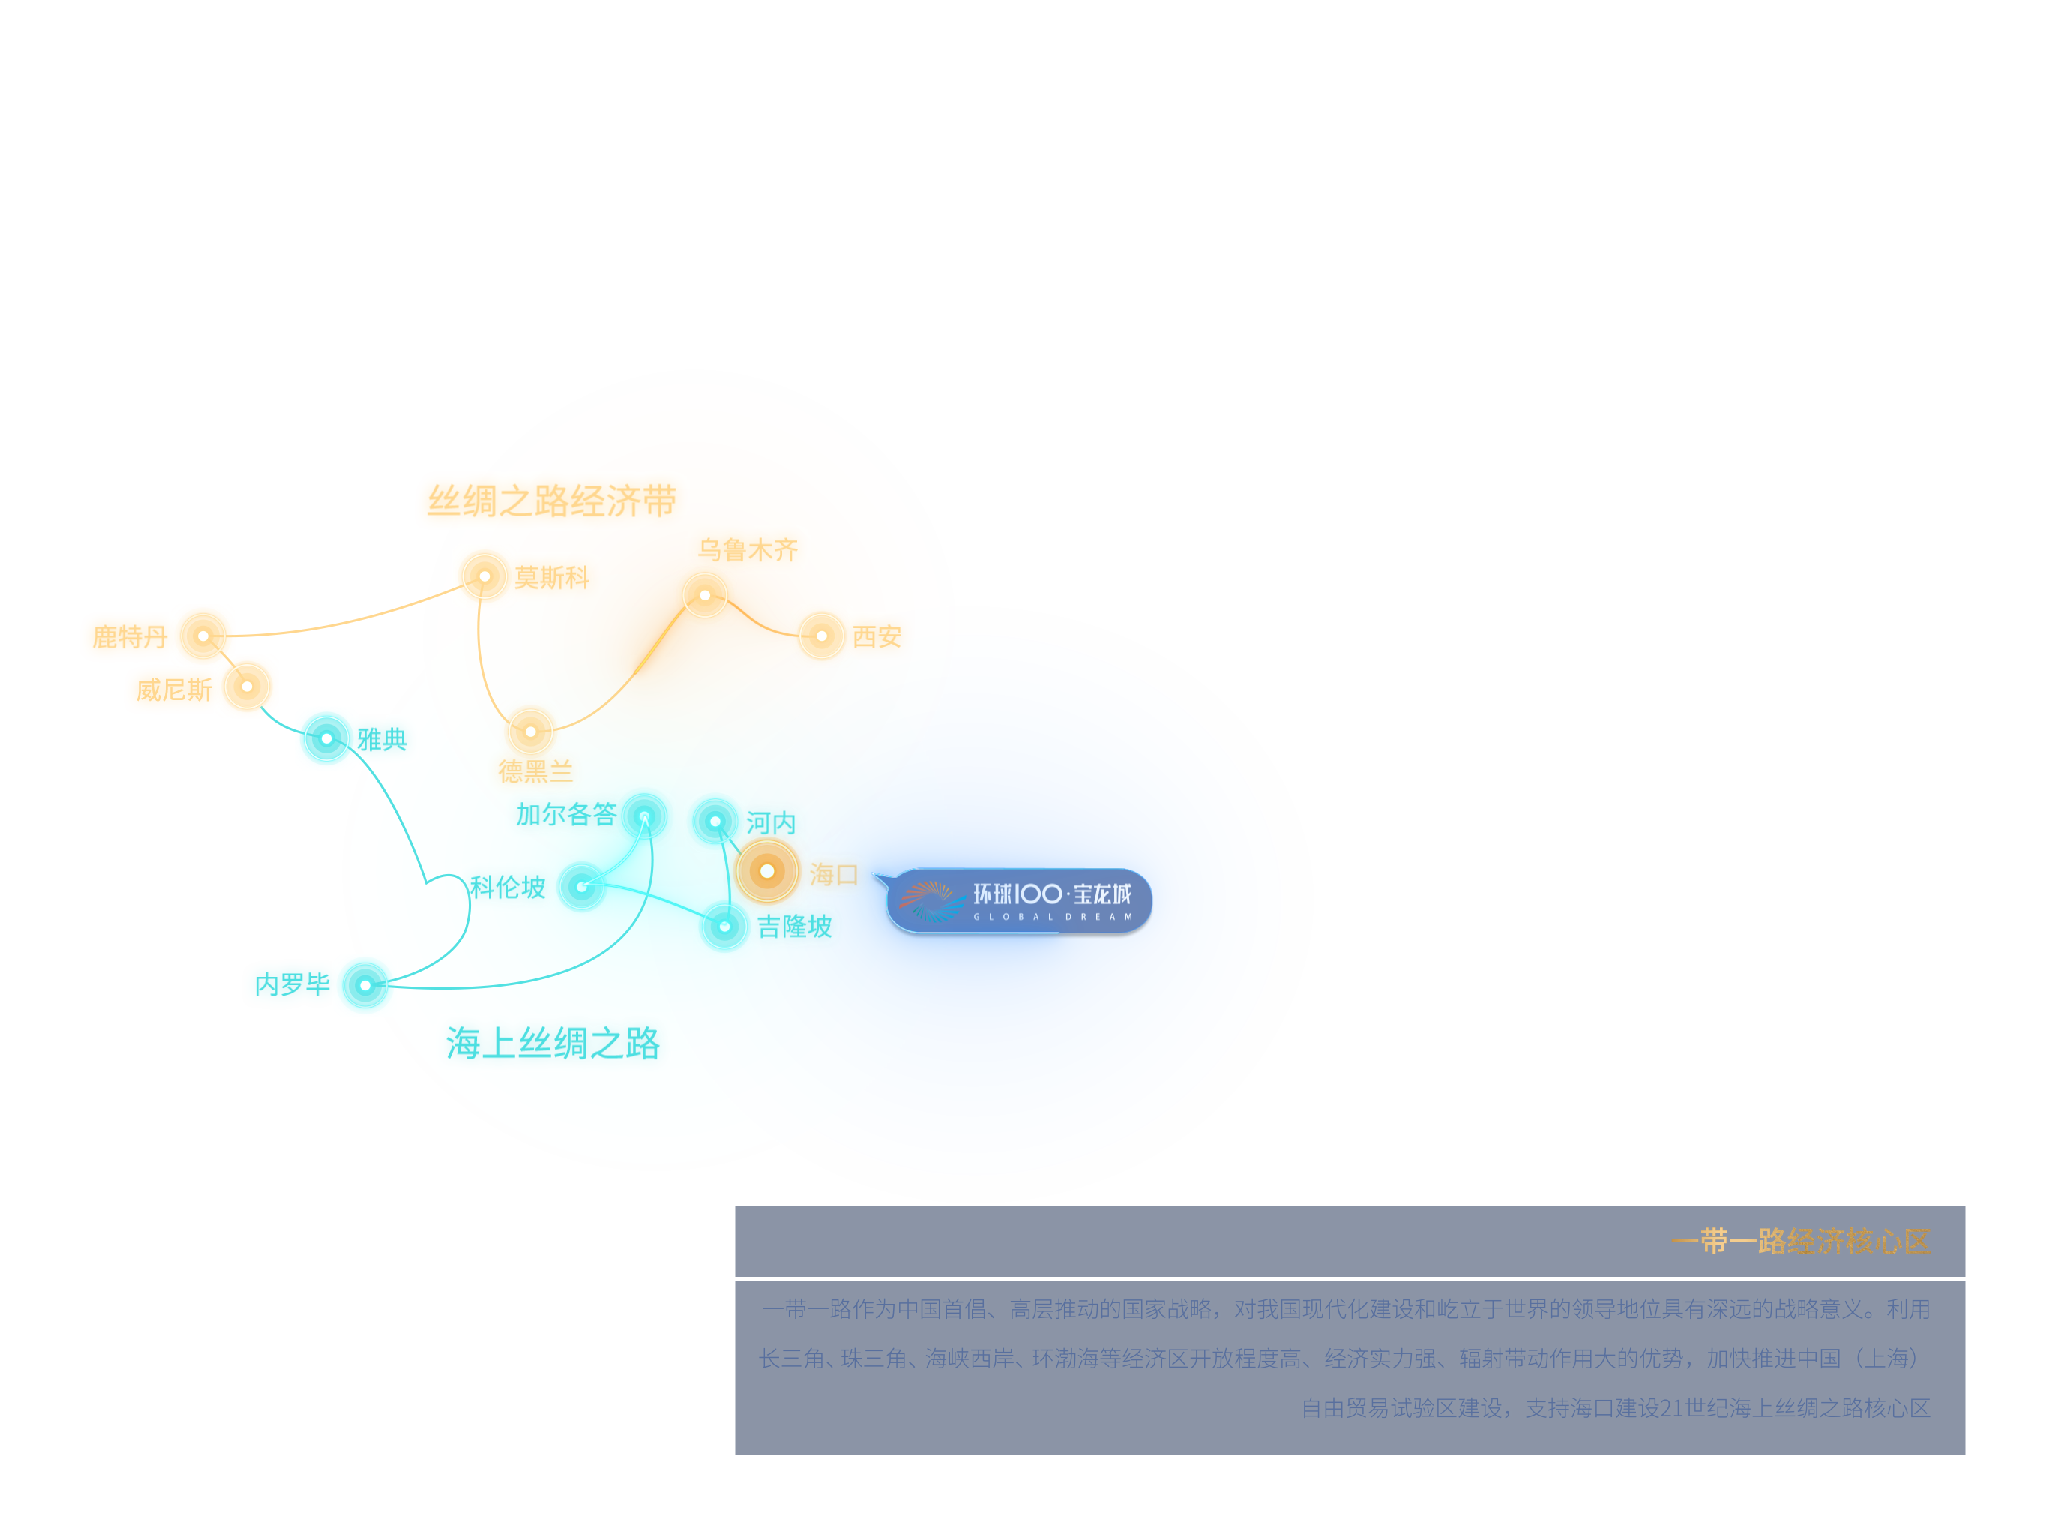 丝绸之路经济带
乌鲁木齐
莫斯科
鹿特丹
西安
威尼斯
雅典
德黑兰
加尔各答
河内
海口
科伦坡
环球100·宝龙城
GLOBAL DREAM
吉隆坡
内罗毕
海上丝绸之路
一带一路经济核心区
一带一路作为中国首倡、高层推动的国家战略，对我国现代化建设和屹立于世界的领导地位具有深远的战略意义。利用
长三角、珠三角、海峡西岸、环渤海等经济区开放程度高、经济实力强、辐射带动作用大的优势，加快推进中国（上海）
自由贸易试验区建设，支持海口建设21世纪海上丝绸之路核心区